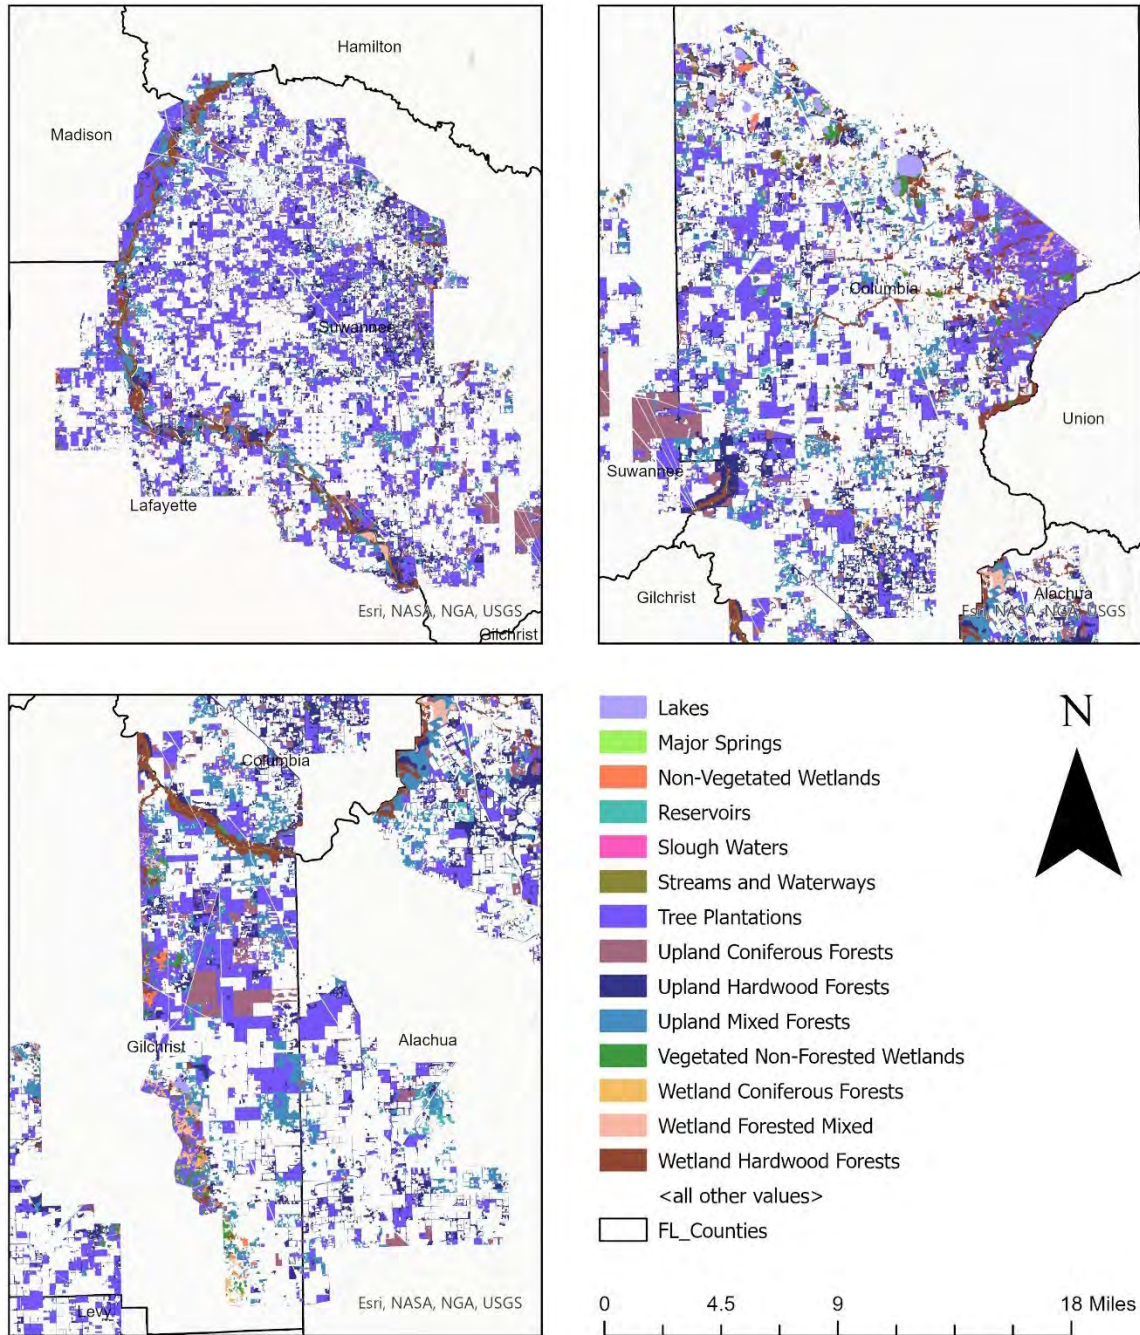 Hamilton
Madison
Suwannee
Lafayette
Esri, NASA, NGA, USGS
Gilchrist
Columbia
Union
Suwannee
Gilchrist
Alachua
Esri, NASA, NGA, USGS
Columbia
Gilchrist
Alachua
Levy
Esri, NASA, NGA, USGS
Lakes
Major Springs
Non-Vegetated Wetlands
Reservoirs
Slough Waters
Streams and Waterways
Tree Plantations
Upland Coniferous Forests
Upland Hardwood Forests
Upland Mixed Forests
Vegetated Non-Forested Wetlands
Wetland Coniferous Forests
Wetland Forested Mixed
Wetland Hardwood Forests
<all other values>
FL_Counties
N
0 4.5 9 18 Miles